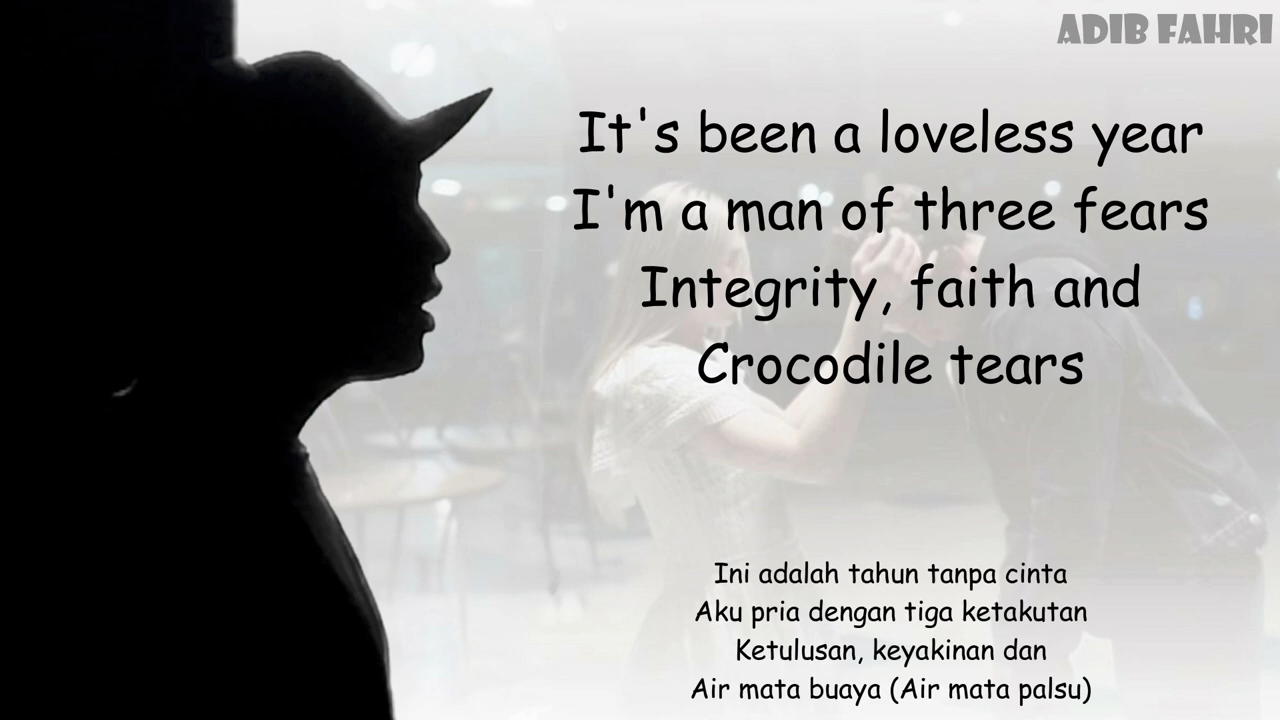 ADIB FAHRI
It's been a loveless year
I'm a man of three fears
Integrity, faith and
Crocodile tears
Ini adalah tahun tanpa cinta
Aku pria dengan tiga ketakutan
Ketulusan, keyakinan dan
Air mata buaya (Air mata palsu)